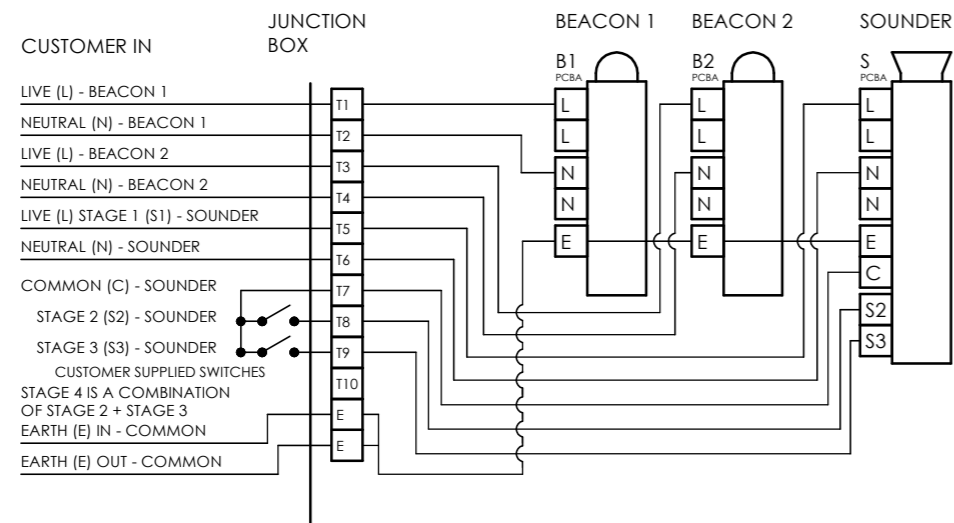 CUSTOMER IN
JUNCTION
BOX
BEACON 1
BEACON 2
SOUNDER
B1
PCBA
B2
PCBA
S
PCBA
LIVE (L) - BEACON 1
NEUTRAL (N) - BEACON 1
LIVE (L) - BEACON 2
NEUTRAL (N) - BEACON 2
LIVE (L) STAGE 1 (S1) - SOUNDER
NEUTRAL (N) - SOUNDER
COMMON (C) - SOUNDER
STAGE 2 (S2) - SOUNDER
STAGE 3 (S3) - SOUNDER
CUSTOMER SUPPLIED SWITCHES
STAGE 4 IS A COMBINATION
OF STAGE 2 + STAGE 3
EARTH (E) IN - COMMON
EARTH (E) OUT - COMMON
T1
T2
T3
T4
T5
T6
T7
T8
T9
T10
E
E
L
L
N
N
E
L
L
N
N
E
L
L
N
N
E
C
S2
S3